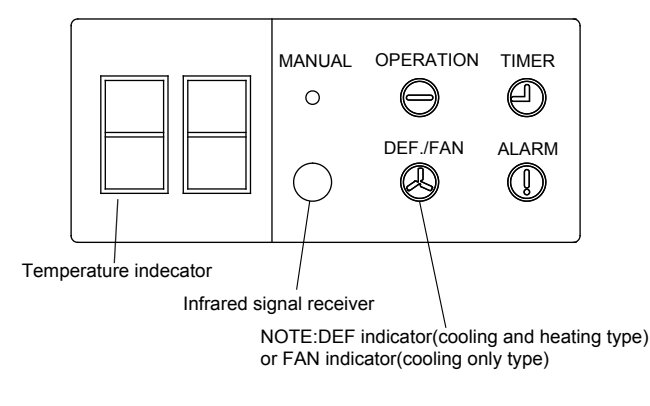 MANUAL OPERATION TIMER
DEF./FAN ALARM
Temperature indecator
Infrared signal receiver
NOTE:DEF indicator(cooling and heating type)
or FAN indicator(cooling only type)